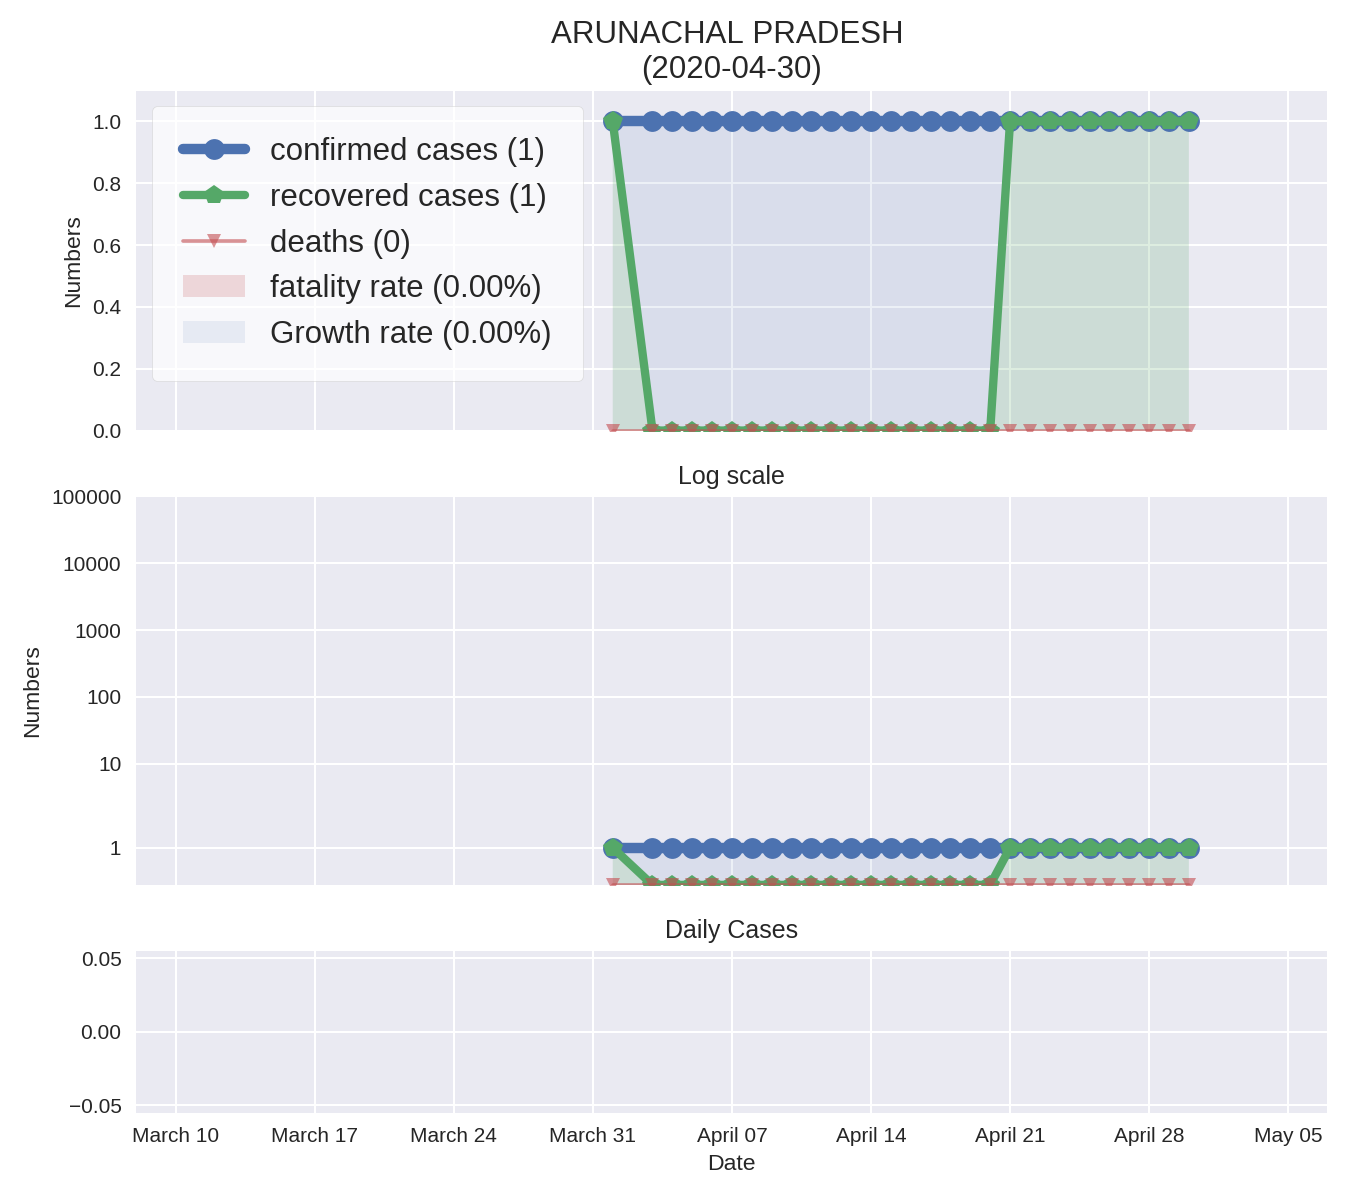 ARUNACHAL PRADESH
(2020-04-30)
confirmed cases (1)
recovered cases (1)
deaths (0)
fatality rate (0.00%)
Growth rate (0.00%)
Numbers
1.0
0.8
0.6
0.4
0.2
0.0
Log scale
Numbers
100000
10000
1000
100
10
1
Daily Cases
0.05
0.00
−0.05
March 10 March 17 March 24 March 31 April 07 April 14 April 21 April 28 May 05
Date